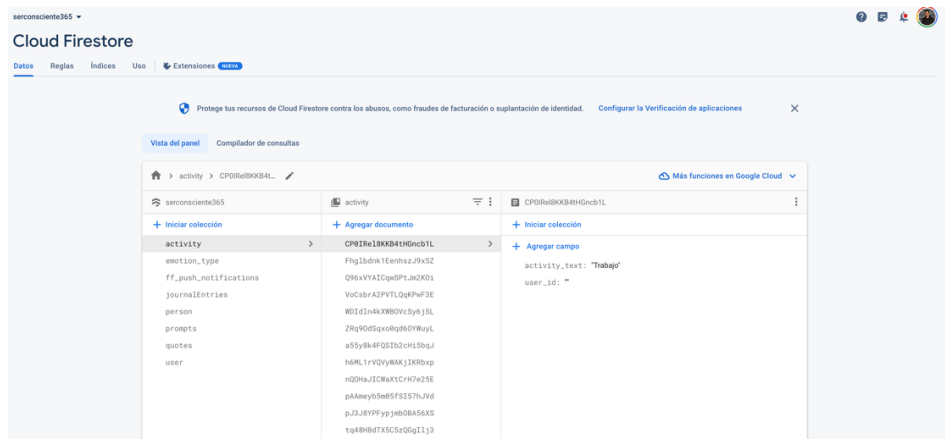 serconsciente365
Cloud Firestore
Datos Reglas Índices Uso Extensiones NUEVA
Protege tus recursos de Cloud Firestore contra los abusos, como fraudes de facturación o suplantación de identidad. Configurar la Verificación de aplicaciones
Vista del panel Compilador de consultas
activity CP0IRel8KKB4t... Más funciones en Google Cloud
serconsciente365 activity CP0IRel8KKB4tHGncb1L
Iniciar colección Agregar documento Iniciar colección
activity CP0IRel8KKB4tHGncb1L Agregar campo
emotion_type Fhglbdnk1EenhszJ9xSZ activity_text: "Trabajo"
ff_push_notifications Q96xVYAICqwSPtJm2KOi user_id: ""
journalEntries VoCsbrA2PVTLQqKPwF3E
person WDIdln4kXWBOVcSy6jSL
prompts ZRq9OdSqxo0qd6OYWuyL
quotes a55y8k4FQSIb2cHi5bqJ
user h6ML1rVQVyWAKjIKRbxp
nQOHaJICWaXtCrH7e25E
pAAmeyb5m05fSI57hJVd
pJ3J8YPFypjmbOBA56XS
tq48H8dTX5C5zQGgIlj3